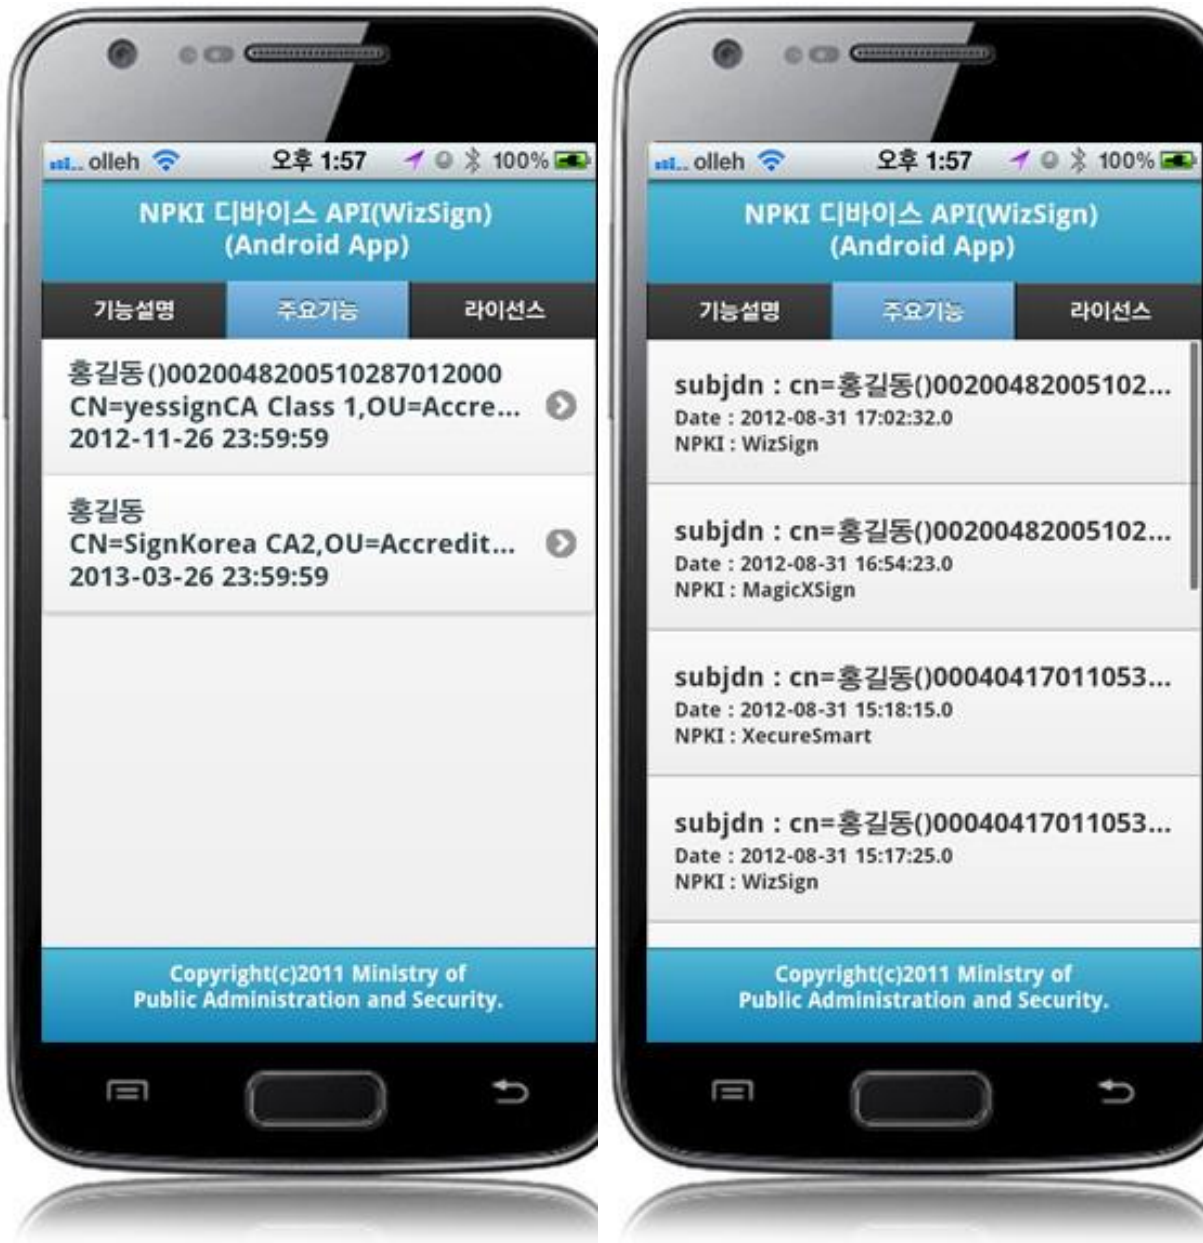 olleh 오후 1:57 100%
NPKI 디바이스 API(WizSign)
(Android App)
기능설명 주요기능 라이선스
홍길동()0020048200510287012000
CN=yessignCA Class 1,OU=Accre...
2012-11-26 23:59:59
홍길동
CN=SignKorea CA2,OU=Accredit...
2013-03-26 23:59:59
Copyright(c)2011 Ministry of
Public Administration and Security.
olleh 오후 1:57 100%
NPKI 디바이스 API(WizSign)
(Android App)
기능설명 주요기능 라이선스
subjdn : cn=홍길동()00200482005102...
Date : 2012-08-31 17:02:32.0
NPKI : WizSign
subjdn : cn=홍길동()00200482005102...
Date : 2012-08-31 16:54:23.0
NPKI : MagicXSign
subjdn : cn=홍길동()00040417011053...
Date : 2012-08-31 15:18:15.0
NPKI : XecureSmart
subjdn : cn=홍길동()00040417011053...
Date : 2012-08-31 15:17:25.0
NPKI : WizSign
Copyright(c)2011 Ministry of
Public Administration and Security.